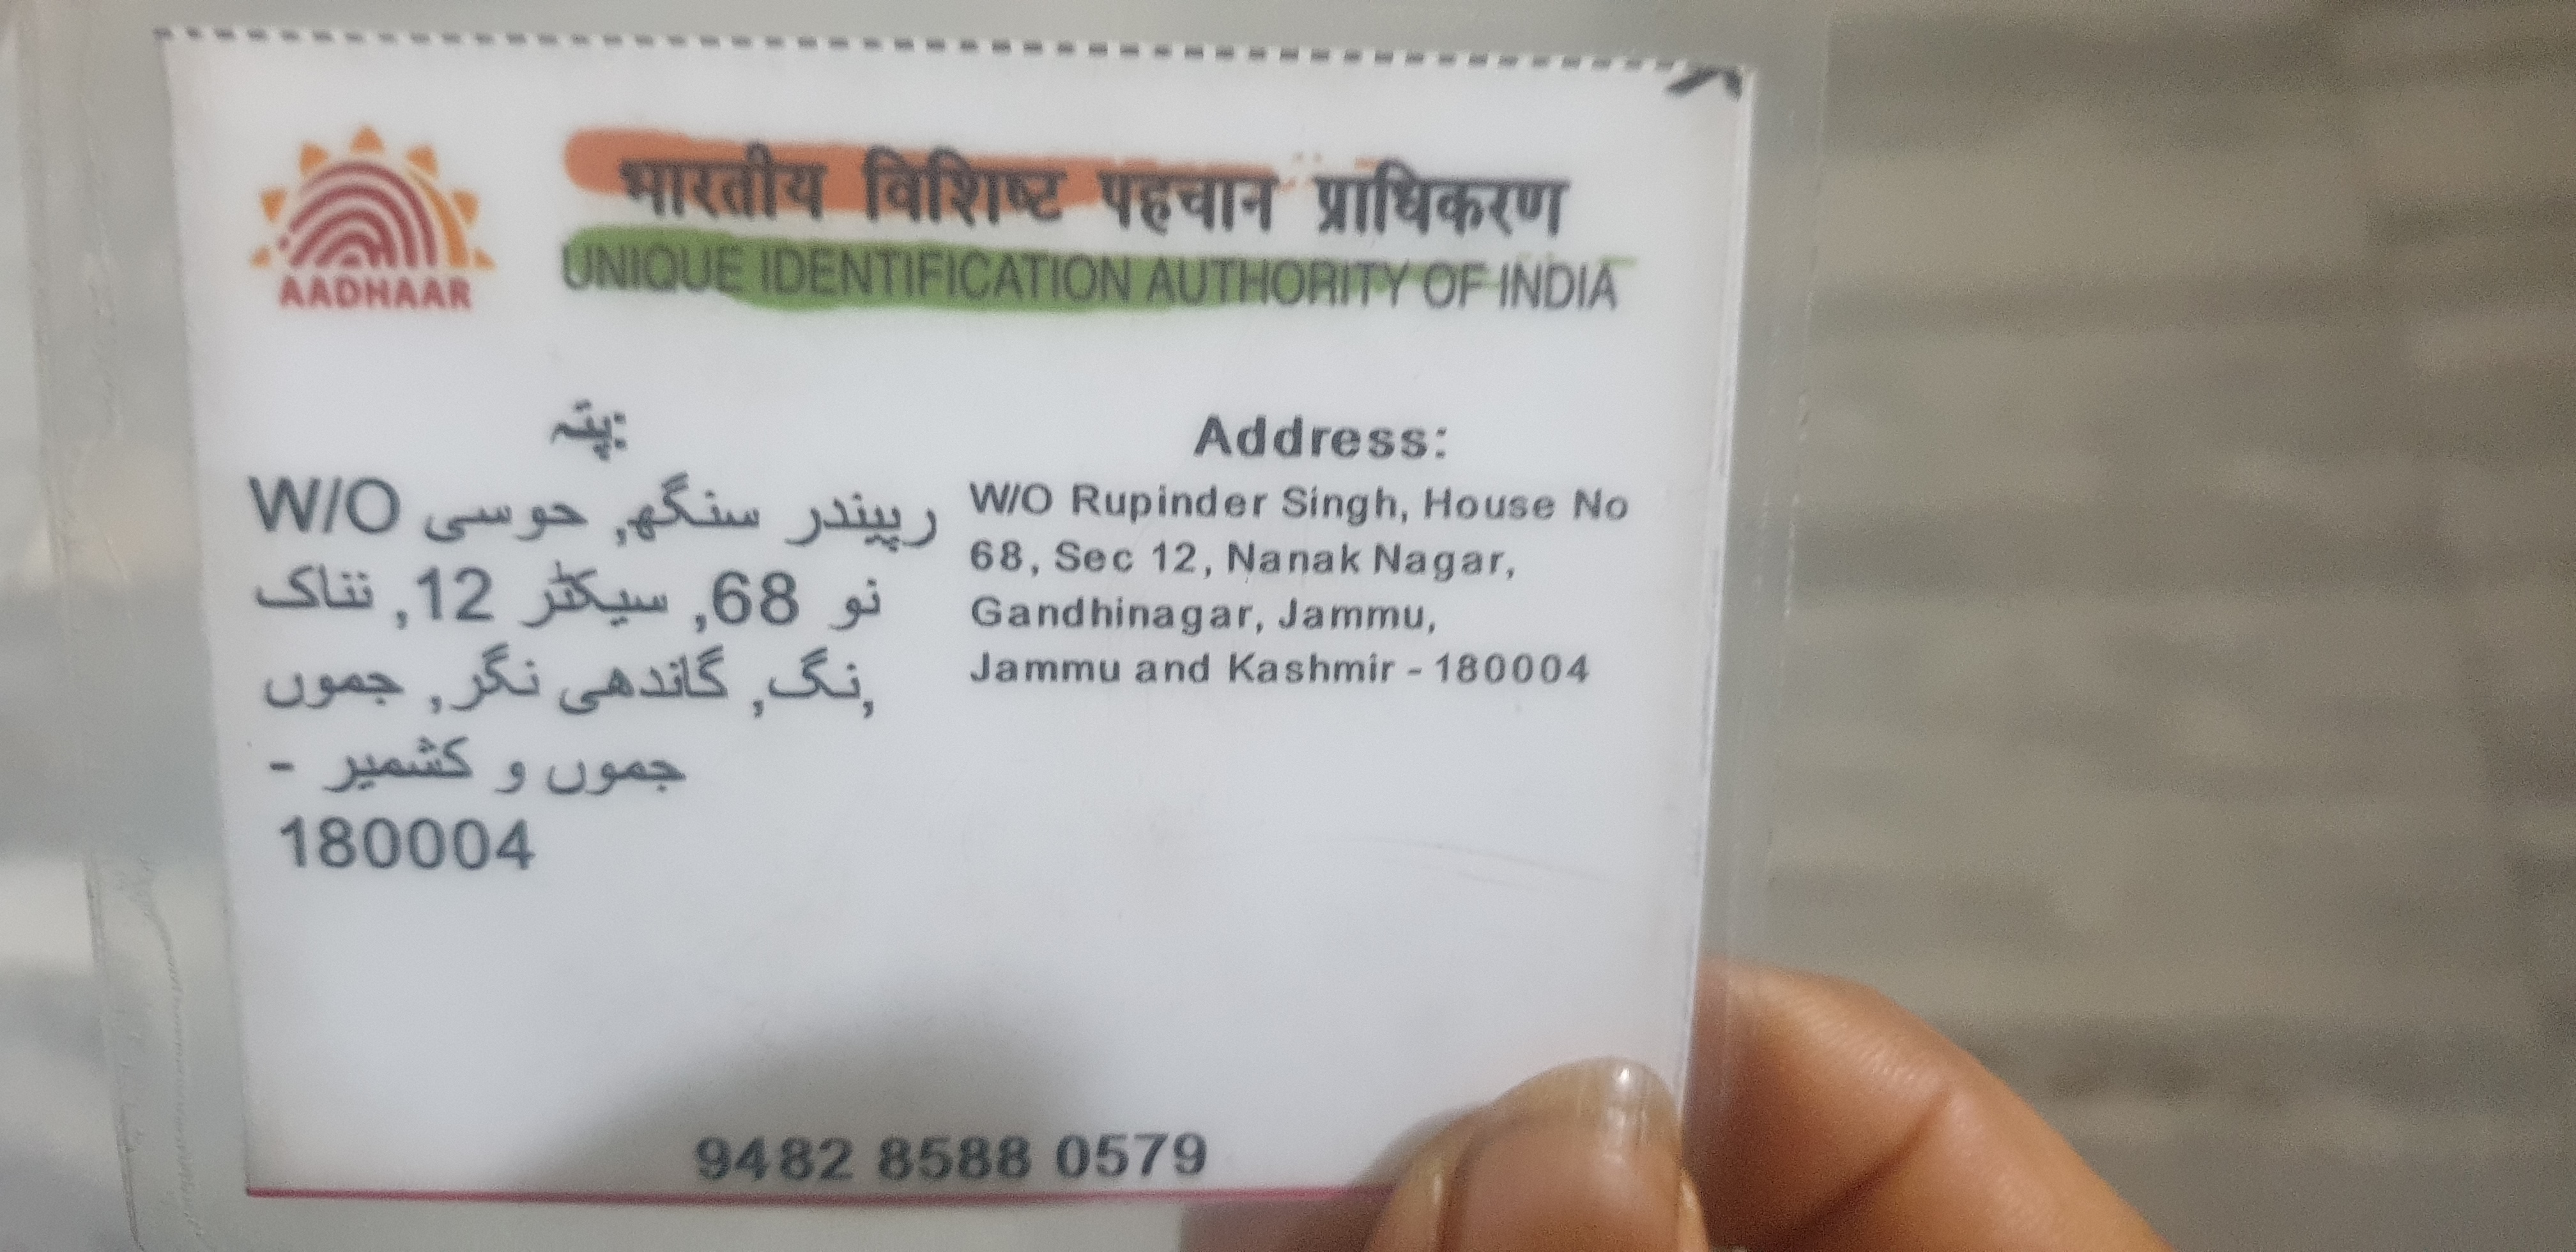 AADHAAR
भारतीय विशिष्ट पहचान प्राधिकरण
UNIQUE IDENTIFICATION AUTHORITY OF INDIA
پتہ:
W/O رپیندر سنگھ, حوسی
نو 68, سیکٹر 12, نناک
نگ, گاندھی نگر, جموں,
جموں و کشمیر -
180004
Address:
W/O Rupinder Singh, House No
68, Sec 12, Nanak Nagar,
Gandhinagar, Jammu,
Jammu and Kashmir - 180004
9482 8588 0579